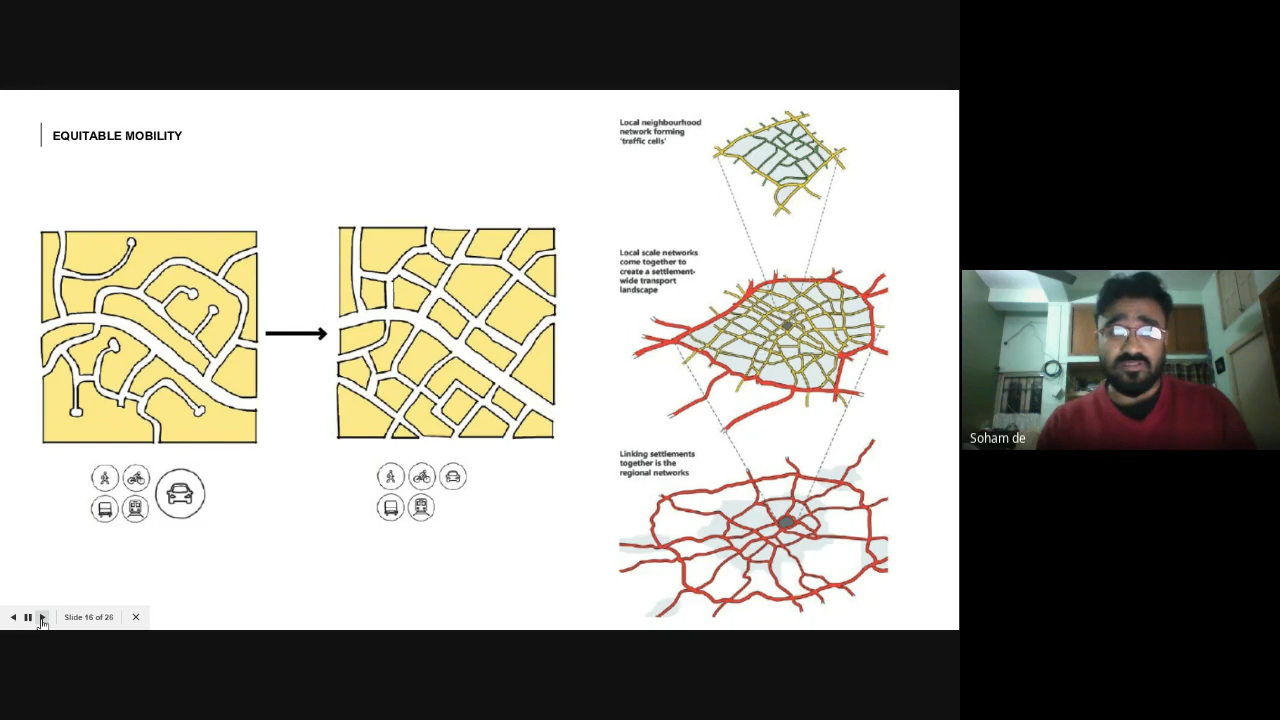 EQUITABLE MOBILITY
Local neighbourhood
network forming
'traffic cells'
Local scale networks
come together to
create a settlement-
wide transport
landscape
Linking settlements
together is the
regional networks
Slide 16 of 26
Soham de